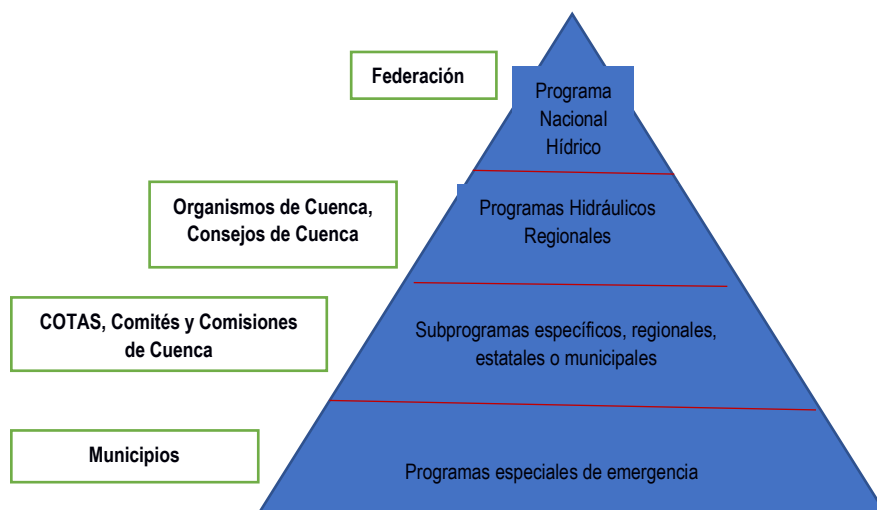 Federación
Programa
Nacional
Hídrico
Organismos de Cuenca,
Consejos de Cuenca
Programas Hidráulicos
Regionales
COTAS, Comités y Comisiones
de Cuenca
Subprogramas específicos, regionales,
estatales o municipales
Municipios
Programas especiales de emergencia